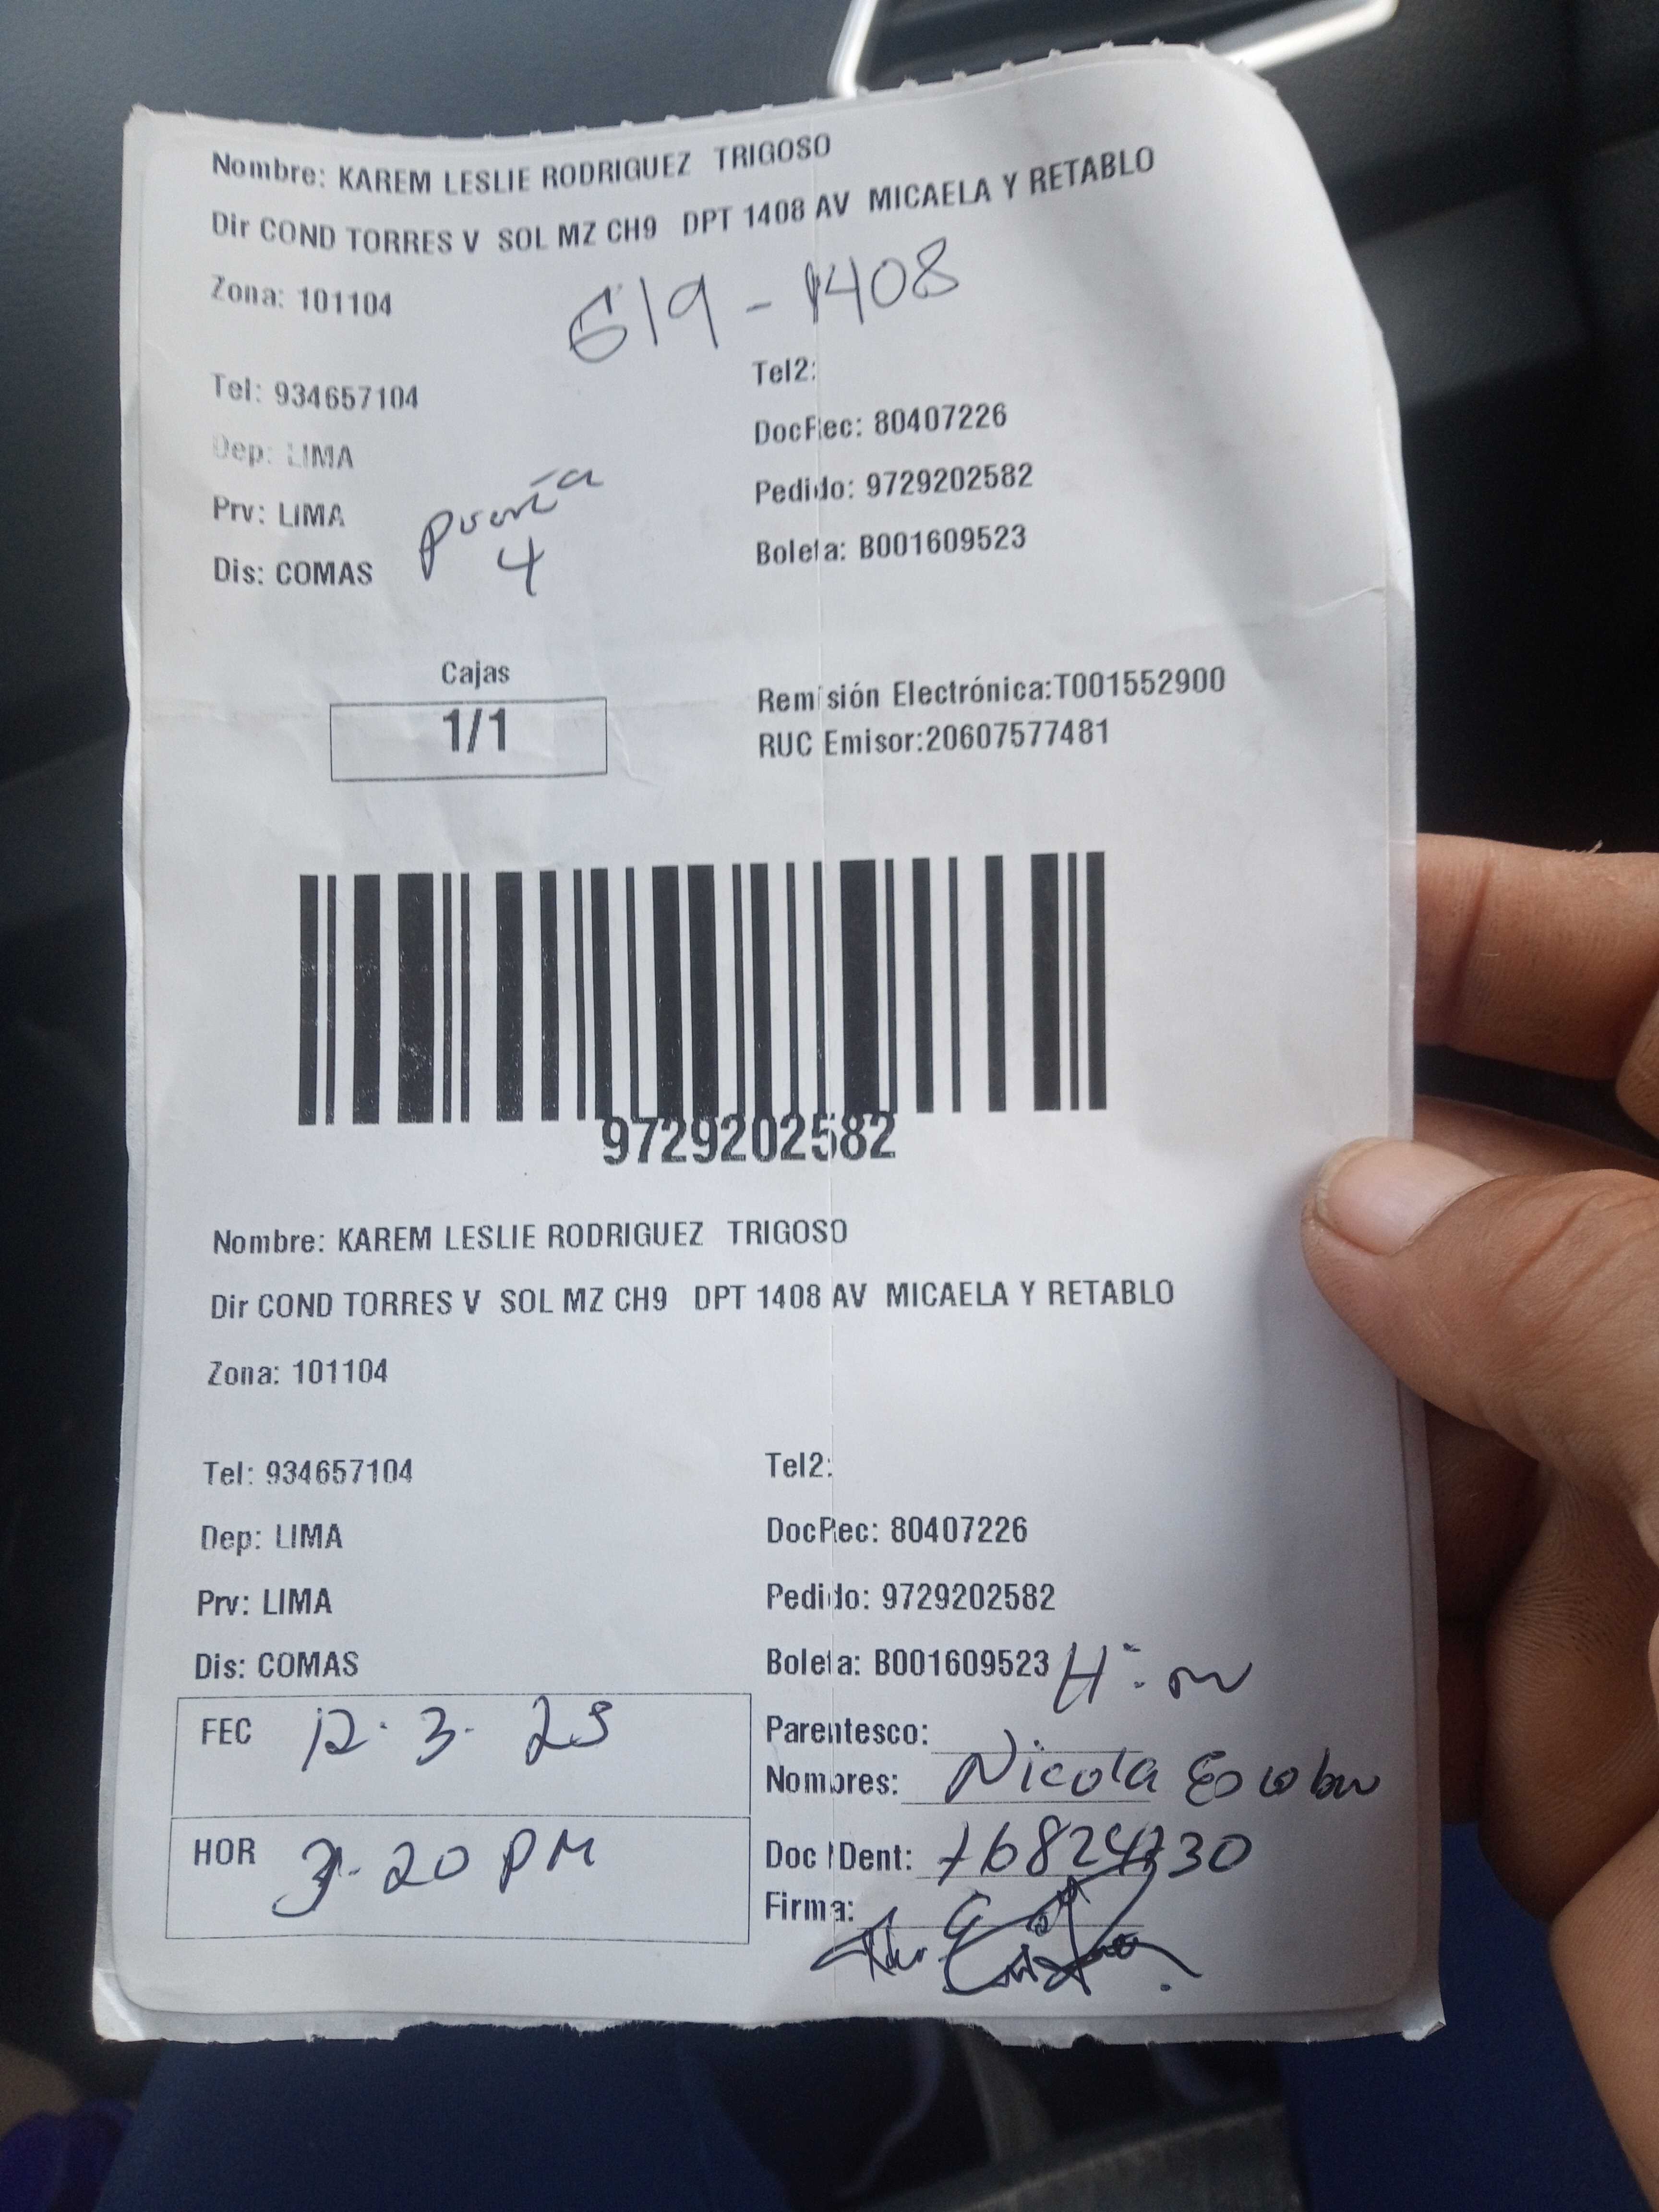 Nombre: KAREM LESLIE RODRIGUEZ TRIGOSO
Dir COND TORRES V SOL MZ CH9 DPT 1408 AV MICAELA Y RETABLO
Zona: 101104
619 - 1408
Tel: 934657104
Tel2:
Dep: LIMA
DocRec: 80407226
Prv: LIMA
Pedido: 9729202582
Dis: COMAS
4
Boleta: B001609523
Cajas
1/1
Remisión Electrónica:T001552900
RUC Emisor:20607577481
9729202582
Nombre: KAREM LESLIE RODRIGUEZ TRIGOSO
Dir COND TORRES V SOL MZ CH9 DPT 1408 AV MICAELA Y RETABLO
Zona: 101104
Tel: 934657104
Tel2:
Dep: LIMA
DocRec: 80407226
Prv: LIMA
Pedido: 9729202582
Dis: COMAS
Boleta: B001609523
FEC 12.3.23
Parentesco:
Nombres: Nicola
HOR 3.20 PM
Doc IDent:
Firma: